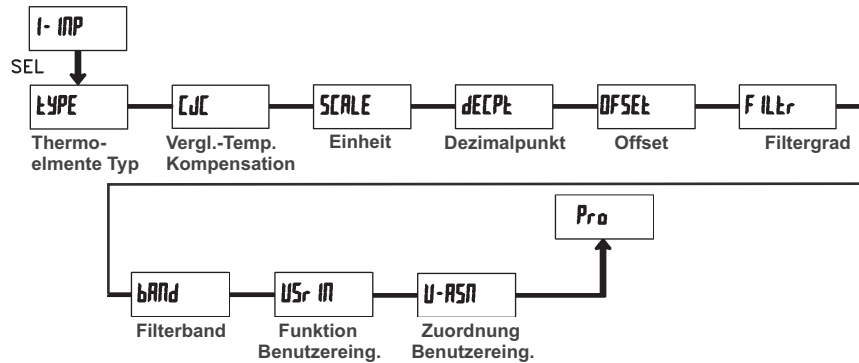 1- INP
SEL
tYPE
CJC
SCALE
dECPt
OFSEt
FILtr
Thermo-
elmente Typ
Vergl.-Temp.
Kompensation
Einheit
Dezimalpunkt
Offset
Filtergrad
Pro
bANd
USr IN
U-ASN
Filterband
Funktion
Benutzereing.
Zuordnung
Benutzereing.